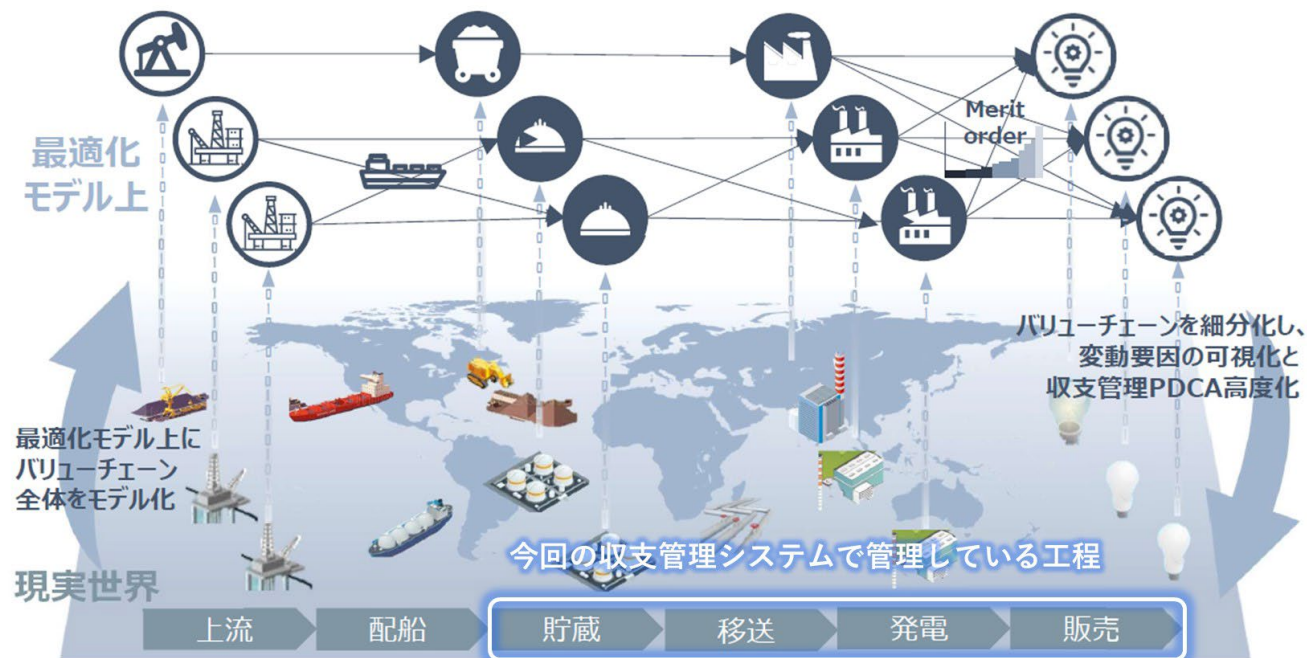 最適化
モデル上
Merit
order
バリューチェーンを細分化し、
変動要因の可視化と
収支管理PDCA高度化
最適化モデル上に
バリューチェーン
全体をモデル化
今回の収支管理システムで管理している工程
現実世界
上流
配船
貯蔵
移送
発電
販売